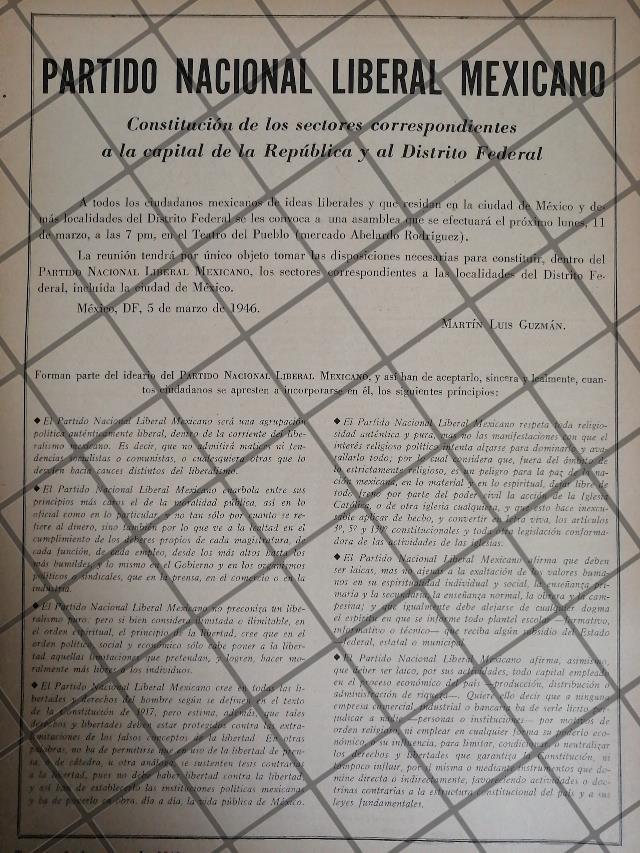 PARTIDO NACIONAL LIBERAL MEXICANO
Constitución de los sectores correspondientes
a la capital de la República y al Distrito Federal
A todos los ciudadanos mexicanos de ideas liberales y que residan en la ciudad de México y de-
más localidades del Distrito Federal se les convoca a una asamblea que se efectuará el próximo lunes, 11
de marzo, a las 7 pm, en el Teatro del Pueblo (mercado Abelardo Rodríguez).
La reunión tendrá por único objeto tomar las disposiciones necesarias para constituir, dentro del
PARTIDO NACIONAL LIBERAL MEXICANO, los sectores correspondientes a las localidades del Distrito Fe-
deral, incluída la ciudad de México.
México, DF, 5 de marzo de 1946.
MARTÍN LUIS GUZMÁN.
Forman parte del ideario del PARTIDO NACIONAL LIBERAL MEXICANO, y así han de aceptarlo, sincera y lealmente, cuan-
tos ciudadanos se apresten a incorporarse en él, los siguientes principios:
◆ El Partido Nacional Liberal Mexicano será una agrupación
política auténticamente liberal, dentro de la corriente del libe-
ralismo mexicano. Es decir, que no admitirá matices ni ten-
dencias socialistas o comunistas, o cualesquiera otras que lo
desvíen hacia cauces distintos del liberalismo.
◆ El Partido Nacional Liberal Mexicano enarbola entre sus
principios más caros el de la moralidad pública, así en lo
oficial como en lo particular, y no tan sólo por cuanto se re-
fiere al dinero, sino también por lo que ve a la lealtad en el
cumplimiento de los deberes propios de cada magistratura, de
cada función, de cada empleo, desde los más altos hasta los
más humildes, y lo mismo en el Gobierno y en los organismos
políticos y sindicales, que en la prensa, en el comercio o en la
industria.
◆ El Partido Nacional Liberal Mexicano no preconiza un libe-
ralismo puro; pero si bien considera ilimitada e ilimitable, en
el orden espiritual, el principio de la libertad, cree que en el
orden político, social y económico sólo cabe poner a la liber-
tad aquellas limitaciones que pretendan, y logren, hacer mo-
ralmente más libres a los individuos.
◆ El Partido Nacional Liberal Mexicano cree en todas las li-
bertades y derechos del hombre según se definen en el texto
de la Constitución de 1917, pero estima, además, que tales
derechos y libertades deben estar protegidos contra las extra-
limitaciones de los falsos conceptos de la libertad. En otras
palabras, no ha de permitirse que en uso de la libertad de pren-
sa, de cátedra, u otra análoga, se sustenten tesis contrarias
a la libertad, pues no debe haber libertad contra la libertad,
y así han de establecerlo las instituciones políticas mexicanas
y ha de ponerlo en obra, día a día, la vida pública de México.
◆ El Partido Nacional Liberal Mexicano respeta toda religio-
sidad auténtica y pura, mas no las manifestaciones con que el
interés religioso político intenta aljarse para dominarlo y ava-
sallarlo todo; por lo cual considera que, fuera del ámbito de
lo estrictamente religioso, es un peligro para la paz de la na-
ción mexicana, en lo material y en lo espiritual, dejar libre de
todo freno por parte del poder civil la acción de la Iglesia
Católica, o de otra iglesia cualquiera, y que esto hace inexcu-
sable aplicar de hecho, y convertir en letra viva, los artículos
3º, 5º y 130 constitucionales y toda otra legislación conforma-
dora de las actividades de las iglesias.
◆ El Partido Nacional Liberal Mexicano afirma que deben
ser laicas, mas no ajenas a la exaltación de los valores huma-
nos en su espiritualidad individual y social, la enseñanza pri-
maria y la secundaria, la enseñanza normal, la obrera y la cam-
pesina; y que igualmente debe alejarse de cualquier dogma
el espíritu en que se informe todo plantel escolar —formativo,
informativo o técnico— que reciba algún subsidio del Estado
federal, estatal o municipal.
◆ El Partido Nacional Liberal Mexicano afirma, asimismo,
que debe ser laico, por sus actividades, todo capital empleado
en el proceso económico del país —producción, distribución o
administración de riqueza—. Quiere ello decir que a ninguna
empresa comercial, industrial o bancaria ha de serle lícito per-
judicar a nadie —personas o instituciones— por motivos de
orden religioso, ni emplear en cualquier forma su poderío eco-
nómico o su influencia, para limitar, condicionar o neutralizar
los derechos y libertades que garantiza la Constitución, ni
tampoco influir, por sí misma o mediante instrumentos que do-
mine directa o indirectamente, favoreciendo actividades o doc-
trinas contrarias a la estructura constitucional del país y a sus
leyes fundamentales.